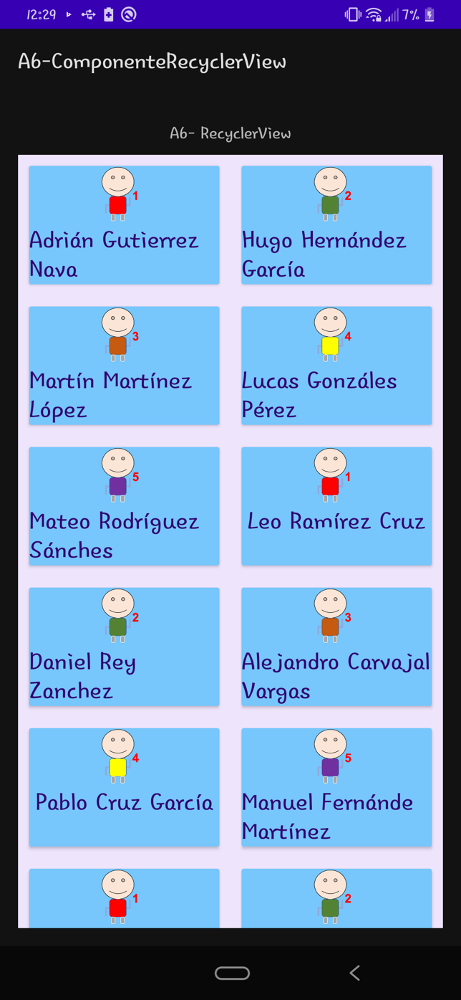 12:29
7%
A6-ComponenteRecyclerView
A6- RecyclerView
1
Adrián Gutierrez
Nava
2
Hugo Hernández
García
3
Martín Martínez
López
4
Lucas Gonzáles
Pérez
5
Mateo Rodríguez
Sánches
1
Leo Ramírez Cruz
2
Daniel Rey
Zanchez
3
Alejandro Carvajal
Vargas
4
Pablo Cruz García
5
Manuel Fernánde
Martínez
1
2